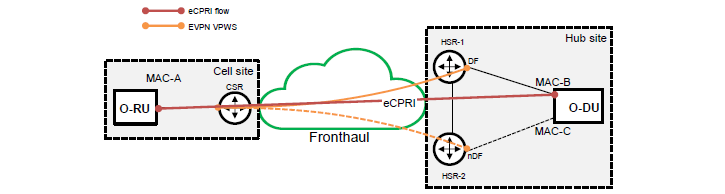 eCPRI flow
EVPN VPWS
Hub site
HSR-1
Cell site
DF
MAC-A
MAC-B
CSR
O-RU
eCPRI
O-DU
MAC-C
Fronthaul
nDF
HSR-2